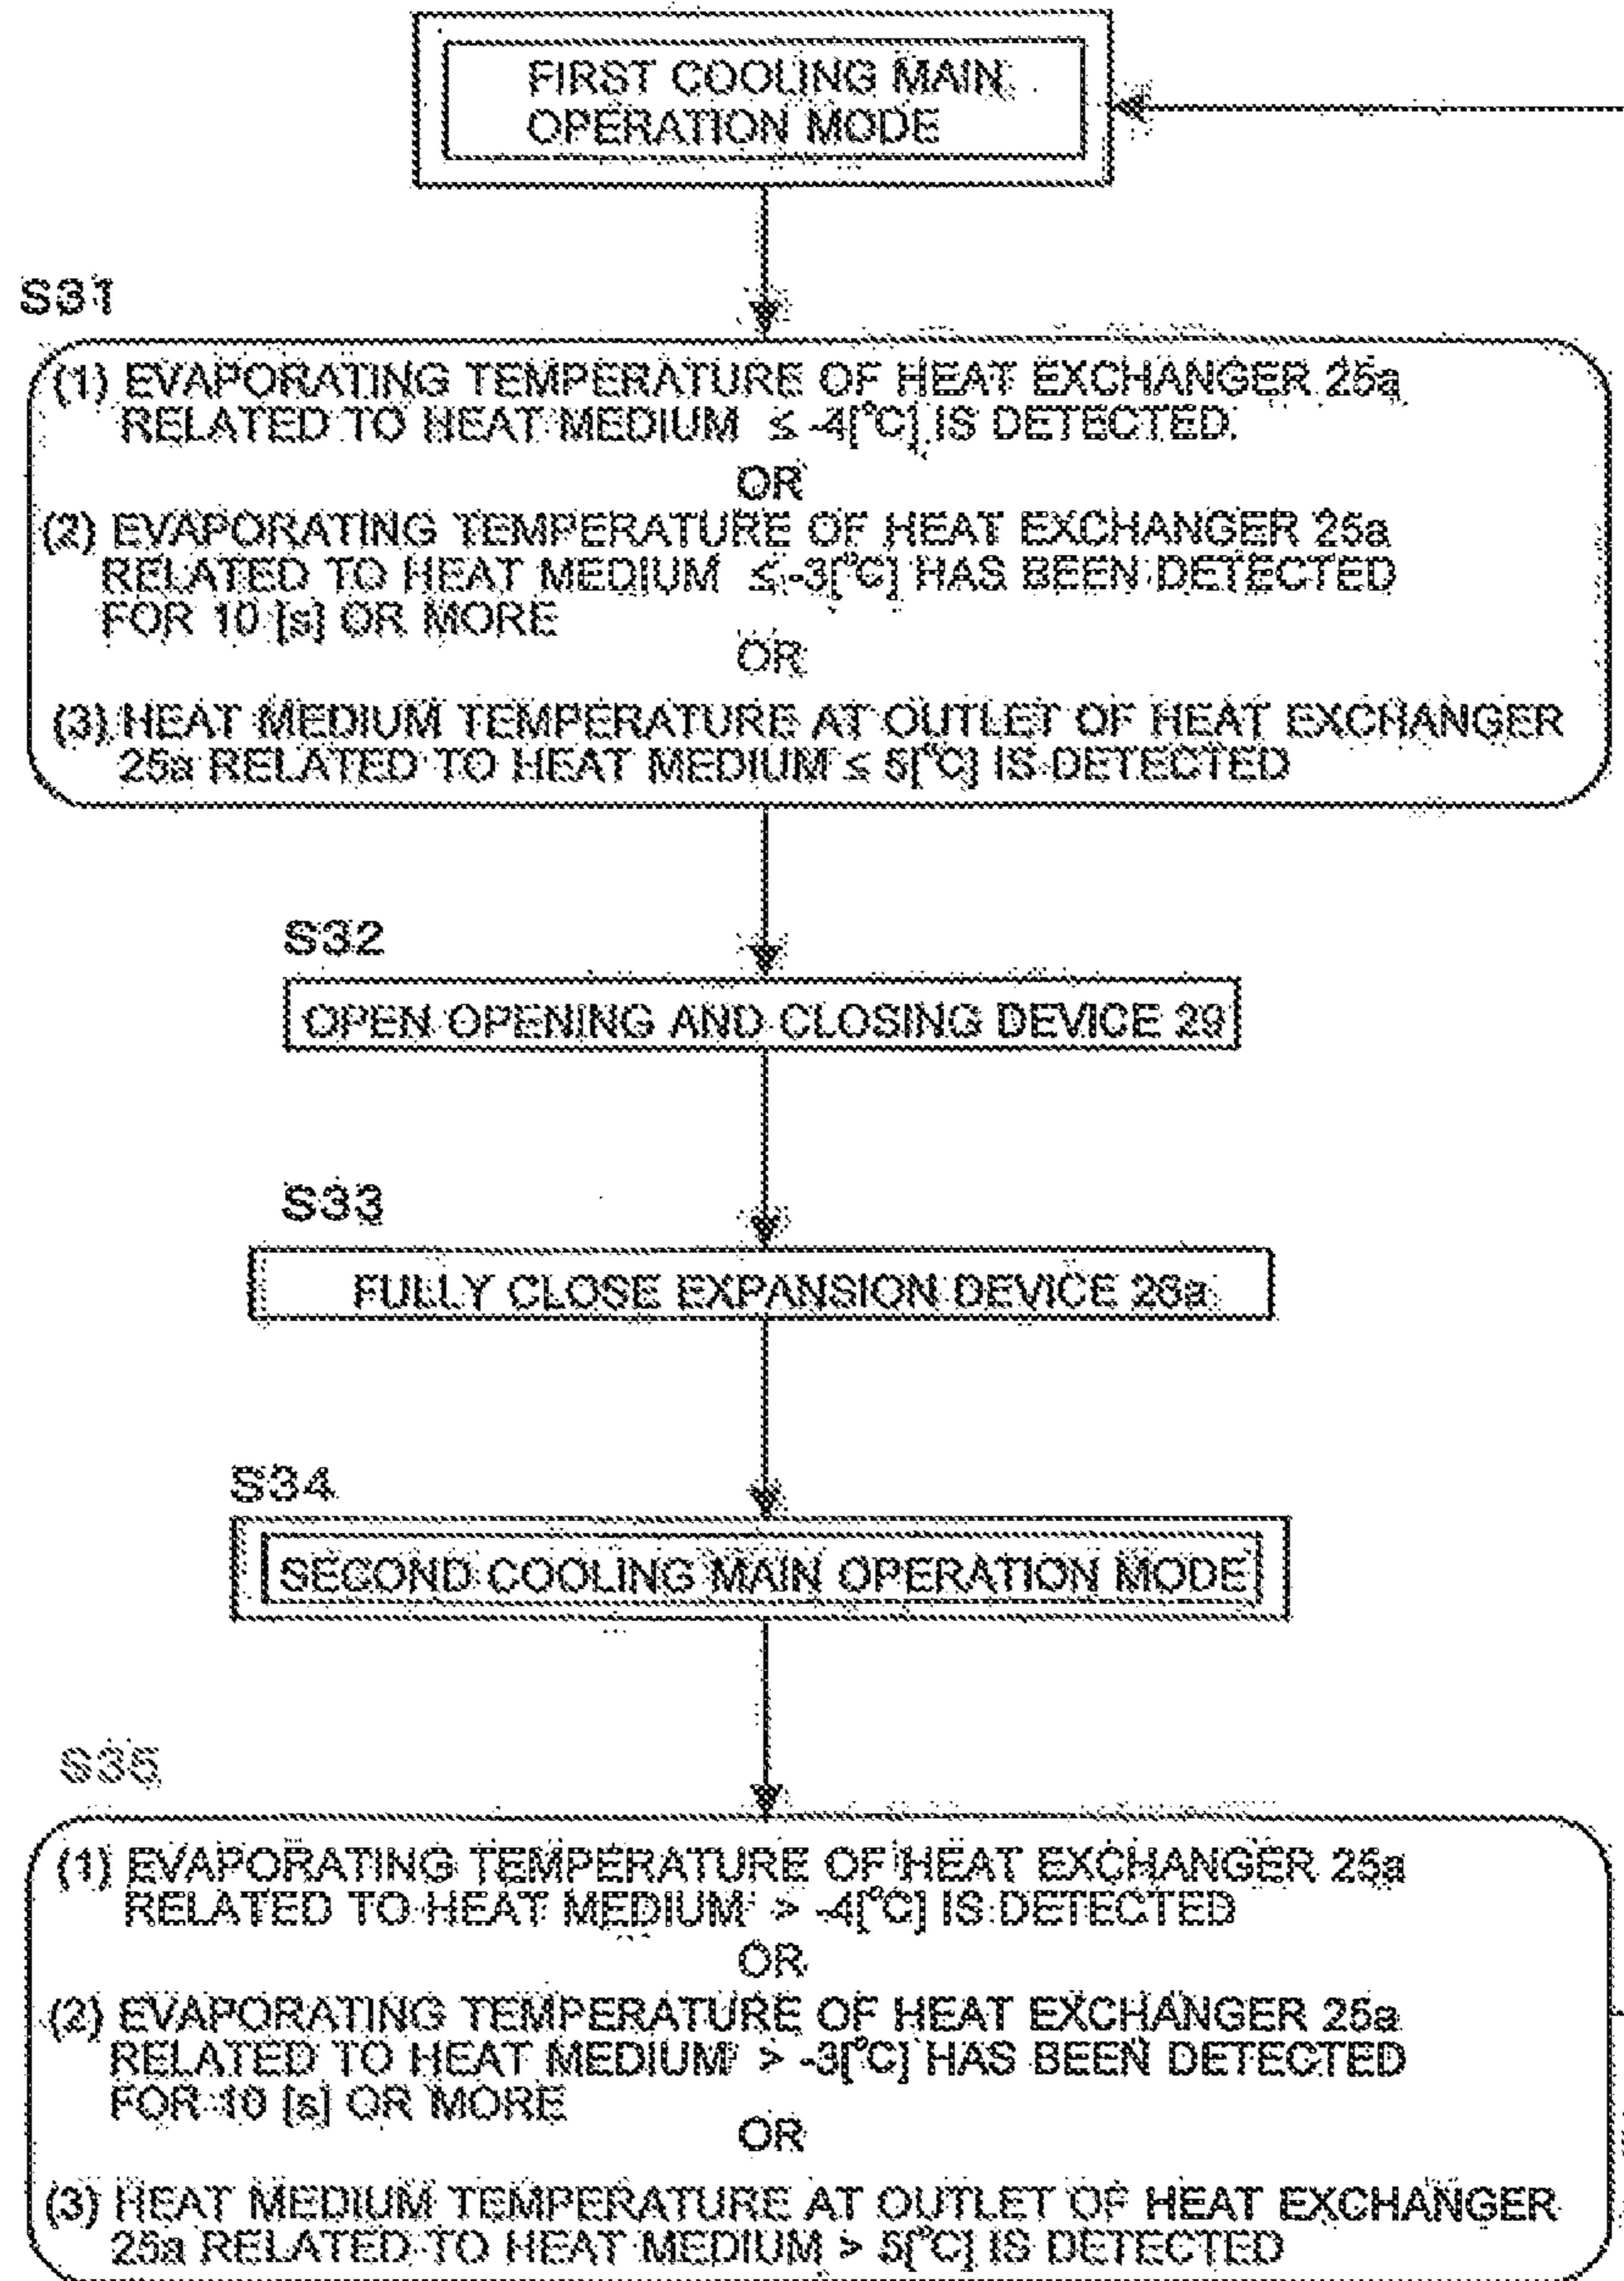 FIRST COOLING MAIN
OPERATION MODE
S31
(1) EVAPORATING TEMPERATURE OF HEAT EXCHANGER 25a
RELATED TO HEAT MEDIUM ≤ -4[°C] IS DETECTED.
OR
(2) EVAPORATING TEMPERATURE OF HEAT EXCHANGER 25a
RELATED TO HEAT MEDIUM ≤ -3[°C] HAS BEEN DETECTED
FOR 10 [s] OR MORE
OR
(3) HEAT MEDIUM TEMPERATURE AT OUTLET OF HEAT EXCHANGER
25a RELATED TO HEAT MEDIUM ≤ 5[°C] IS DETECTED
S32
OPEN OPENING AND CLOSING DEVICE 29
S33
FULLY CLOSE EXPANSION DEVICE 26a
S34
SECOND COOLING MAIN OPERATION MODE
S35
(1) EVAPORATING TEMPERATURE OF HEAT EXCHANGER 25a
RELATED TO HEAT MEDIUM > -4[°C] IS DETECTED
OR
(2) EVAPORATING TEMPERATURE OF HEAT EXCHANGER 25a
RELATED TO HEAT MEDIUM > -3[°C] HAS BEEN DETECTED
FOR 10 [s] OR MORE
OR
(3) HEAT MEDIUM TEMPERATURE AT OUTLET OF HEAT EXCHANGER
25a RELATED TO HEAT MEDIUM > 5[°C] IS DETECTED